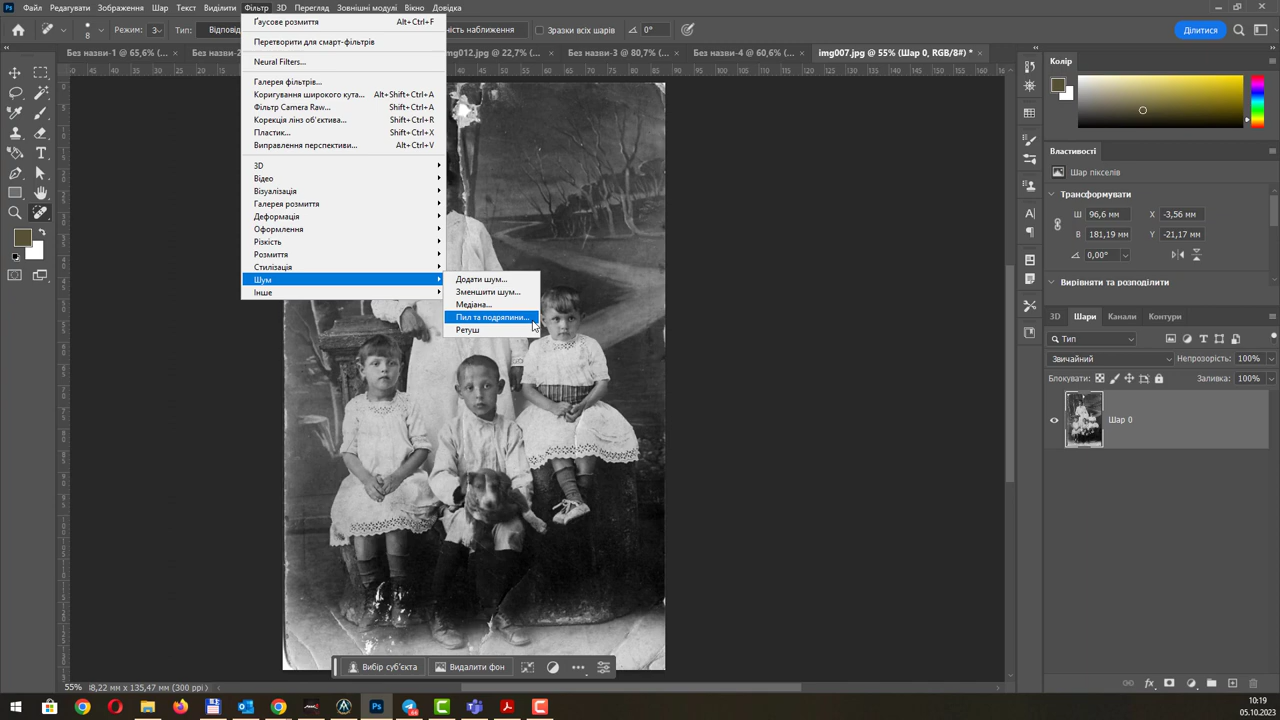 Файл Редагувати Зображення Шар Текст Виділити Фільтр 3D Перегляд Зовнішні модулі Вікно Довідка
8 Режим: 3 Тип: Відповід ність наближення Зразки всіх шарів 0° Ділитися
Без назви-1 @ 65,6% (... × Без назви-2 mg012.jpg @ 22,7% (... × Без назви-3 @ 80,7% (... × Без назви-4 @ 60,6% (... × img007.jpg @ 55% (Шар 0, RGB/8#) * ×
Ґаусове розмиття Alt+Ctrl+F
Перетворити для смарт-фільтрів
Neural Filters...
Галерея фільтрів...
Коригування широкого кута... Alt+Shift+Ctrl+A
Фільтр Camera Raw... Shift+Ctrl+A
Корекція лінз об'єктива... Shift+Ctrl+R
Пластик... Shift+Ctrl+X
Виправлення перспективи... Alt+Ctrl+V
3D
Відео
Візуалізація
Галерея розмиття
Деформація
Оформлення
Різкість
Розмиття
Стилізація
Шум
Інше
Додати шум...
Зменшити шум...
Медіана...
Пил та подряпини...
Ретуш
Колір
Властивості
Шар пікселів
Трансформувати
Ш 96,6 мм X -3,56 мм
В 181,19 мм Y -21,17 мм
0,00°
Вирівняти та розподілити
3D Шари Канали Контури
Тип
Звичайний Непрозорість: 100%
Блокувати: Заливка: 100%
Шар 0
Вибір суб'єкта Видалити фон
55% 8,22 мм x 135,47 мм (300 ppi)
10:19
05.10.2023